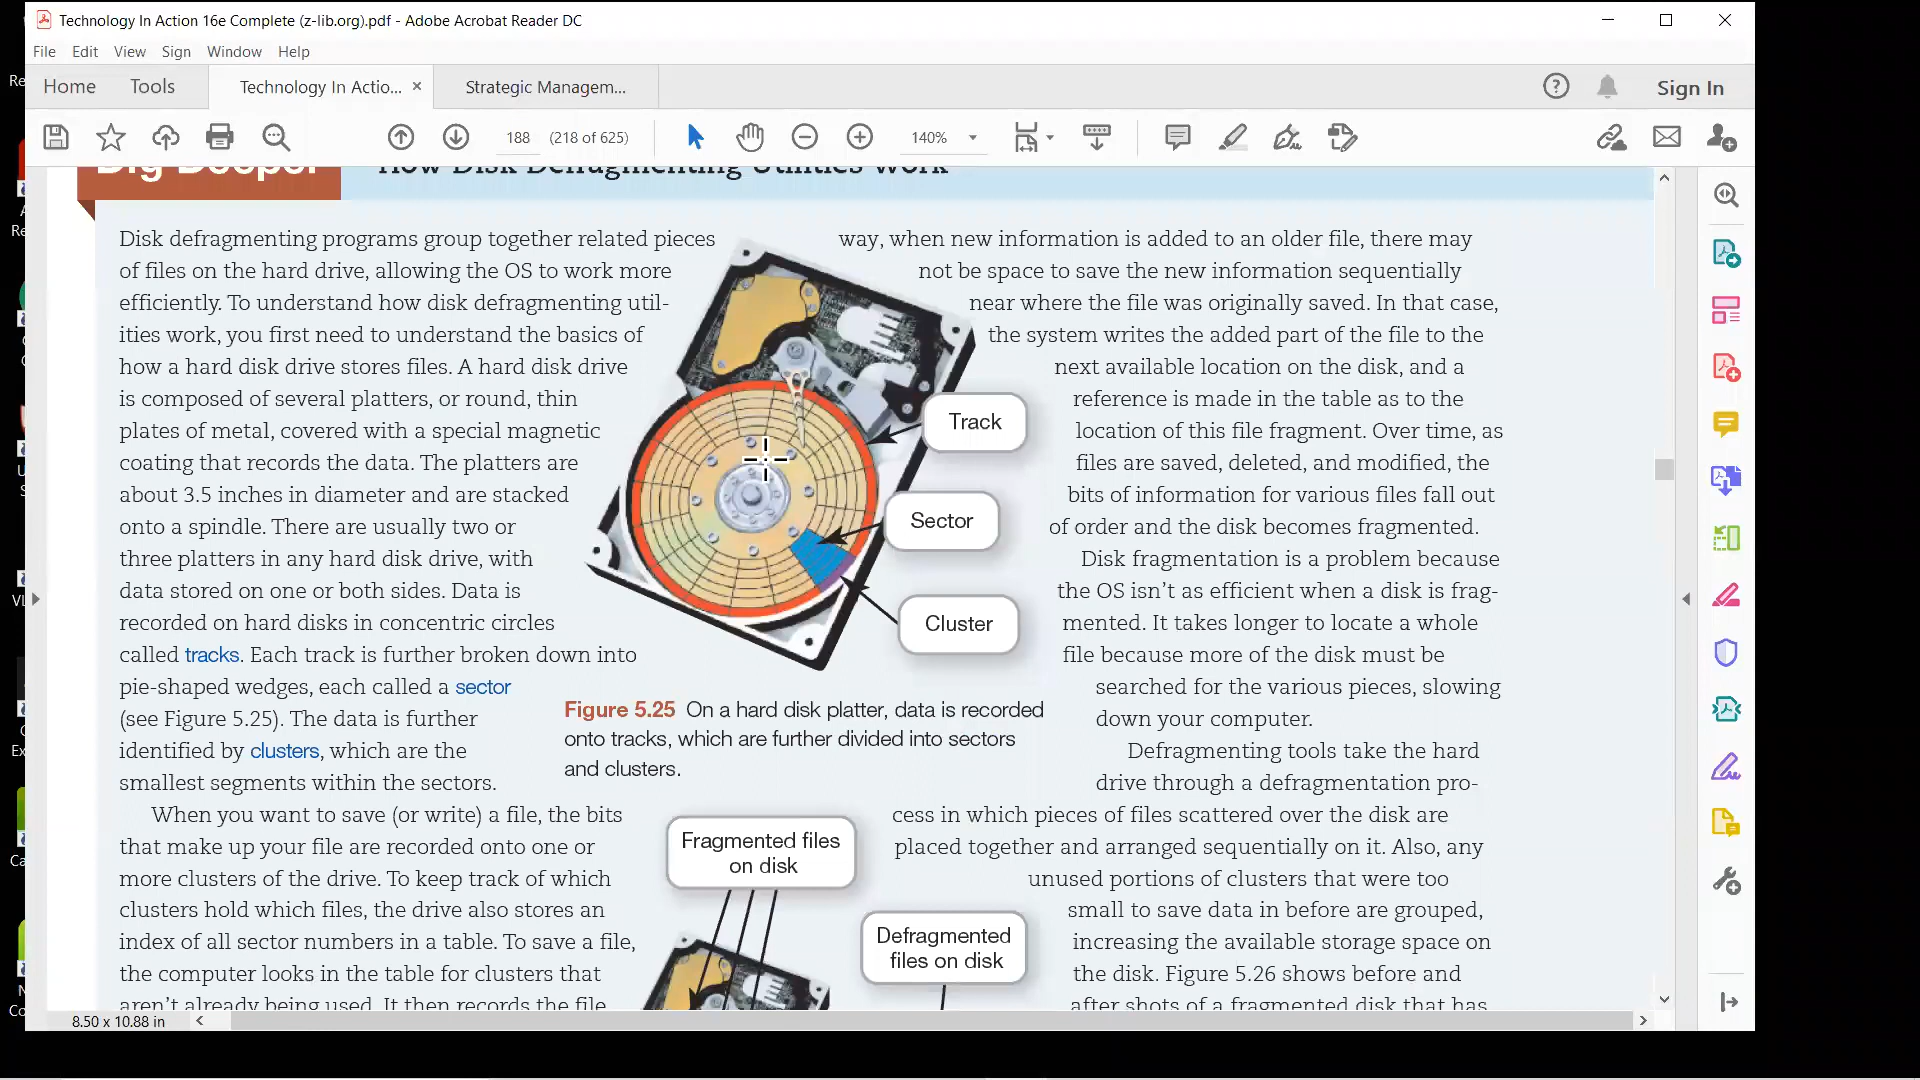 Technology In Action 16e Complete (z-lib.org).pdf - Adobe Acrobat Reader DC
File Edit View Sign Window Help
Home Tools Technology In Actio... × Strategic Managem... Sign In
188 (218 of 625) 140%
Dig Deeper How Disk Defragmenting Utilities Work
Disk defragmenting programs group together related pieces
of files on the hard drive, allowing the OS to work more
efficiently. To understand how disk defragmenting util-
ities work, you first need to understand the basics of
how a hard disk drive stores files. A hard disk drive
is composed of several platters, or round, thin
plates of metal, covered with a special magnetic
coating that records the data. The platters are
about 3.5 inches in diameter and are stacked
onto a spindle. There are usually two or
three platters in any hard disk drive, with
data stored on one or both sides. Data is
recorded on hard disks in concentric circles
called tracks. Each track is further broken down into
pie-shaped wedges, each called a sector
(see Figure 5.25). The data is further
identified by clusters, which are the
smallest segments within the sectors.
When you want to save (or write) a file, the bits
that make up your file are recorded onto one or
more clusters of the drive. To keep track of which
clusters hold which files, the drive also stores an
index of all sector numbers in a table. To save a file,
the computer looks in the table for clusters that
aren't already being used. It then records the file
Track
Sector
Cluster
Figure 5.25 On a hard disk platter, data is recorded
onto tracks, which are further divided into sectors
and clusters.
Fragmented files
on disk
Defragmented
files on disk
way, when new information is added to an older file, there may
not be space to save the new information sequentially
near where the file was originally saved. In that case,
the system writes the added part of the file to the
next available location on the disk, and a
reference is made in the table as to the
location of this file fragment. Over time, as
files are saved, deleted, and modified, the
bits of information for various files fall out
of order and the disk becomes fragmented.
Disk fragmentation is a problem because
the OS isn't as efficient when a disk is frag-
mented. It takes longer to locate a whole
file because more of the disk must be
searched for the various pieces, slowing
down your computer.
Defragmenting tools take the hard
drive through a defragmentation pro-
cess in which pieces of files scattered over the disk are
placed together and arranged sequentially on it. Also, any
unused portions of clusters that were too
small to save data in before are grouped,
increasing the available storage space on
the disk. Figure 5.26 shows before and
after shots of a fragmented disk that has
8.50 x 10.88 in